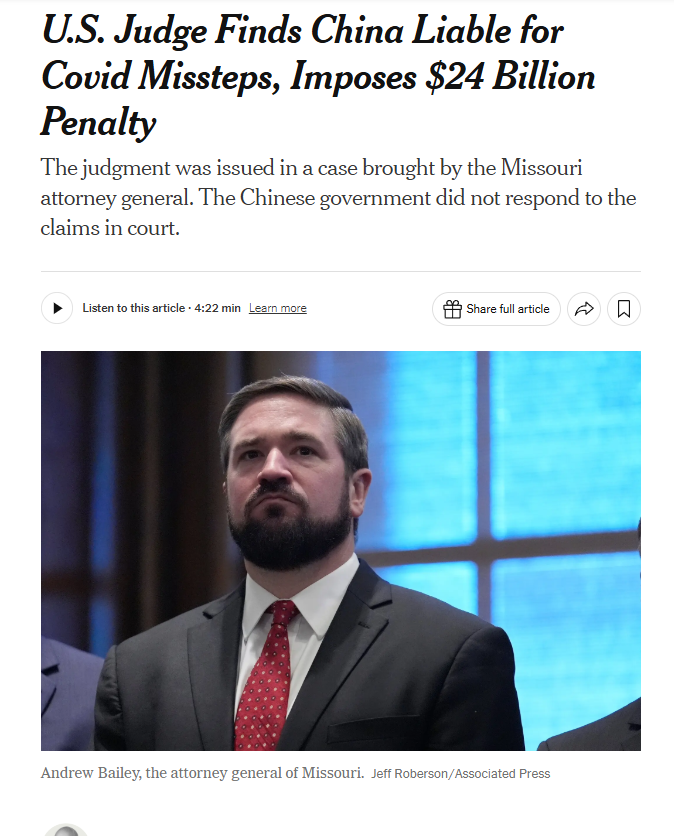 U.S. Judge Finds China Liable for
Covid Missteps, Imposes $24 Billion
Penalty
The judgment was issued in a case brought by the Missouri
attorney general. The Chinese government did not respond to the
claims in court.
Listen to this article · 4:22 min Learn more
Share full article
Andrew Bailey, the attorney general of Missouri. Jeff Roberson/Associated Press